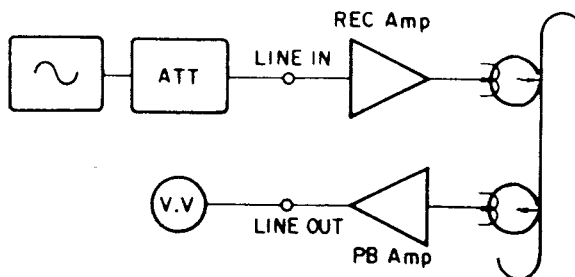 REC Amp
LINE IN
ATT
V.V
LINE OUT
PB Amp